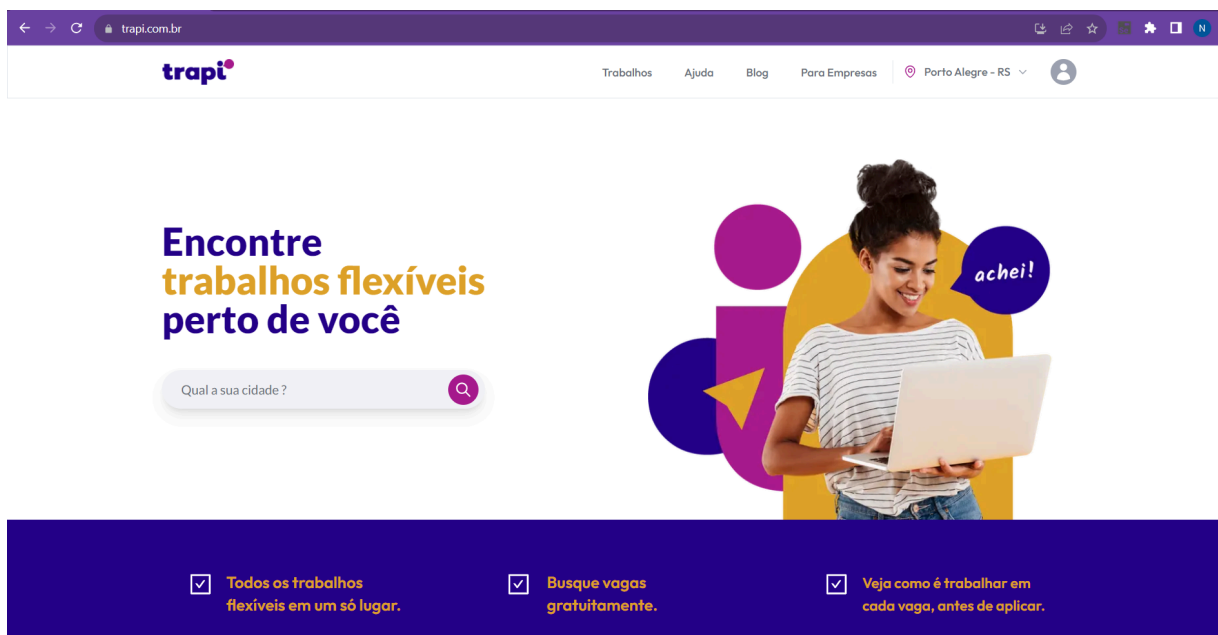 trapi.com.br
N
trapi
Trabalhos Ajuda Blog Para Empresas Porto Alegre - RS
Encontre
trabalhos flexíveis
perto de você
achei!
Qual a sua cidade ?
Todos os trabalhos
flexíveis em um só lugar.
Busque vagas
gratuitamente.
Veja como é trabalhar em
cada vaga, antes de aplicar.